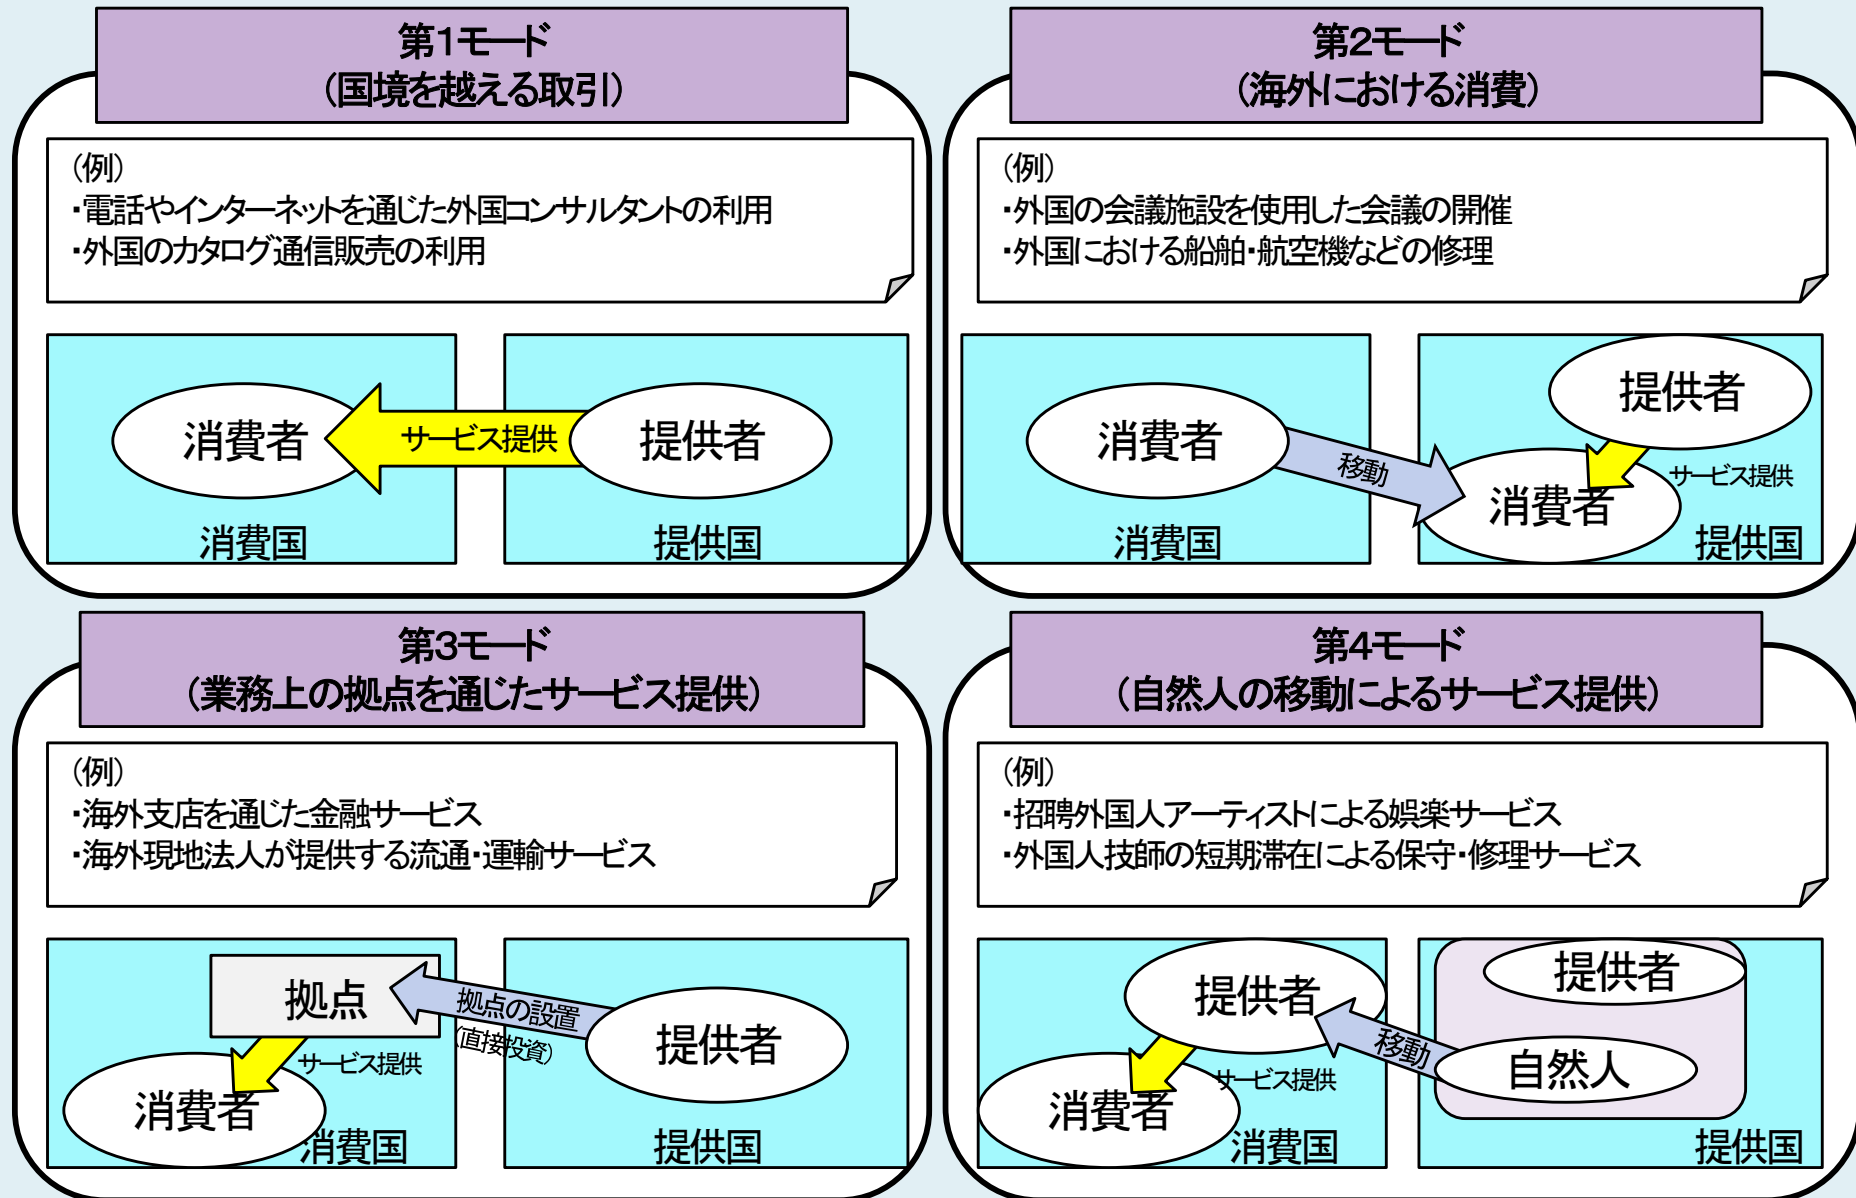 第1モード
（国境を越える取引）
（例）
・電話やインターネットを通じた外国コンサルタントの利用
・外国のカタログ通信販売の利用
消費者
サービス提供
提供者
消費国
提供国
第2モード
（海外における消費）
（例）
・外国の会議施設を使用した会議の開催
・外国における船舶・航空機などの修理
提供者
消費者
移動
サービス提供
消費者
消費国
提供国
第3モード
（業務上の拠点を通じたサービス提供）
（例）
・海外支店を通じた金融サービス
・海外現地法人が提供する流通・運輸サービス
拠点
拠点の設置
（直接投資）
提供者
サービス提供
消費者
消費国
提供国
第4モード
（自然人の移動によるサービス提供）
（例）
・招聘外国人アーティストによる娯楽サービス
・外国人技師の短期滞在による保守・修理サービス
提供者
提供者
移動
自然人
サービス提供
消費者
消費国
提供国